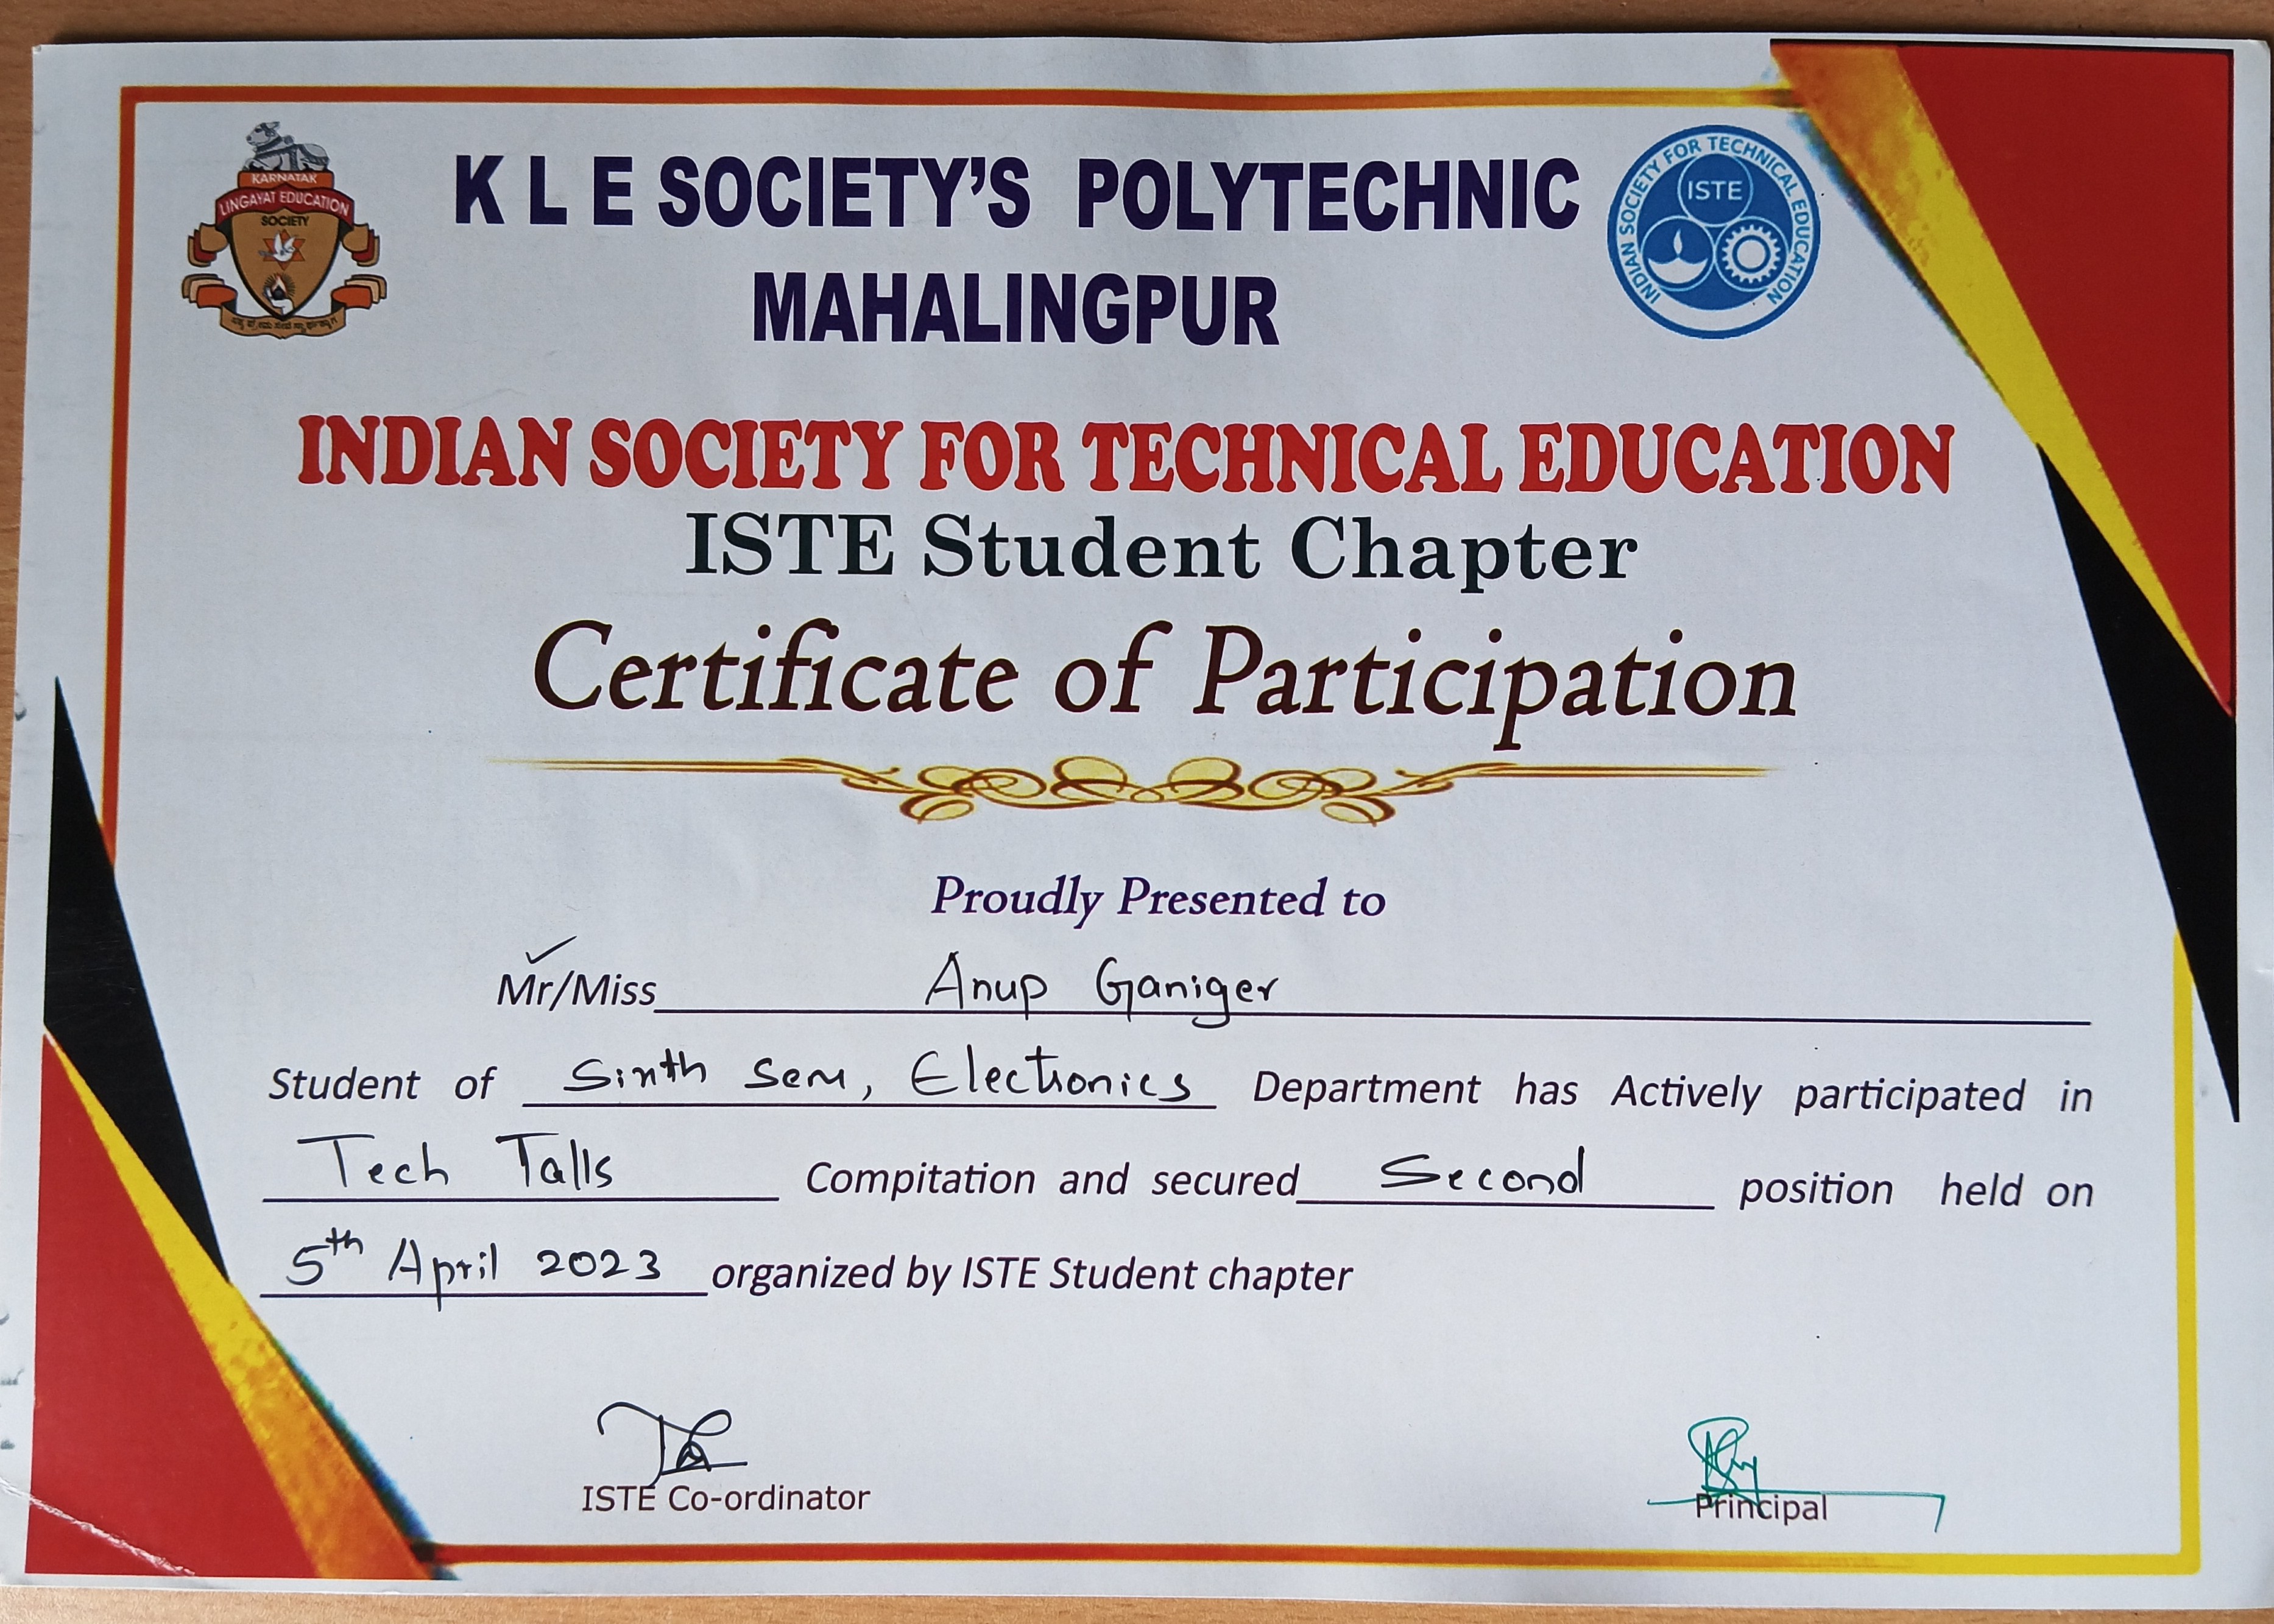 KARNATAK
LINGAYAT EDUCATION
SOCIETY
K L E SOCIETY'S POLYTECHNIC
MAHALINGPUR
INDIAN SOCIETY FOR TECHNICAL EDUCATION
ISTE
INDIAN SOCIETY FOR TECHNICAL EDUCATION
ISTE Student Chapter
Certificate of Participation
Proudly Presented to
Mr/Miss Anup Ganiger
Student of Sixth Sem, Electronics Department has Actively participated in
Tech Talls Compitation and secured Second position held on
5th April 2023 organized by ISTE Student chapter
ISTE Co-ordinator
Principal